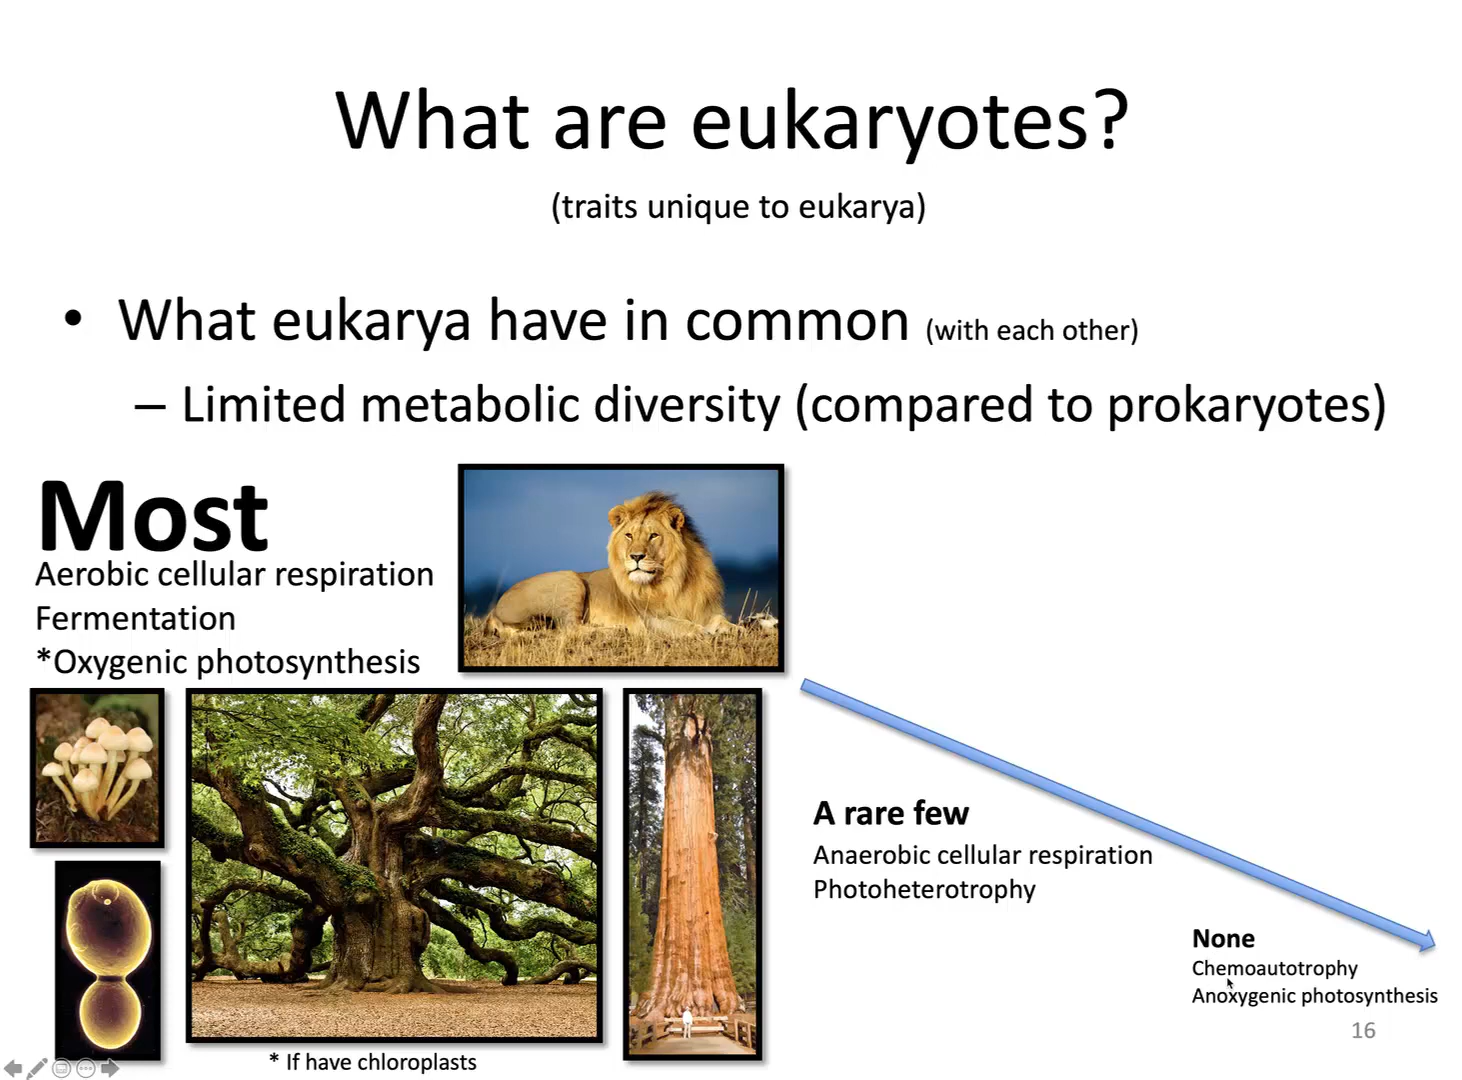 What are eukaryotes?
(traits unique to eukarya)
• What eukarya have in common (with each other)
– Limited metabolic diversity (compared to prokaryotes)
Most
Aerobic cellular respiration
Fermentation
*Oxygenic photosynthesis
* If have chloroplasts
A rare few
Anaerobic cellular respiration
Photoheterotrophy
None
Chemoautotrophy
Anoxygenic photosynthesis
16